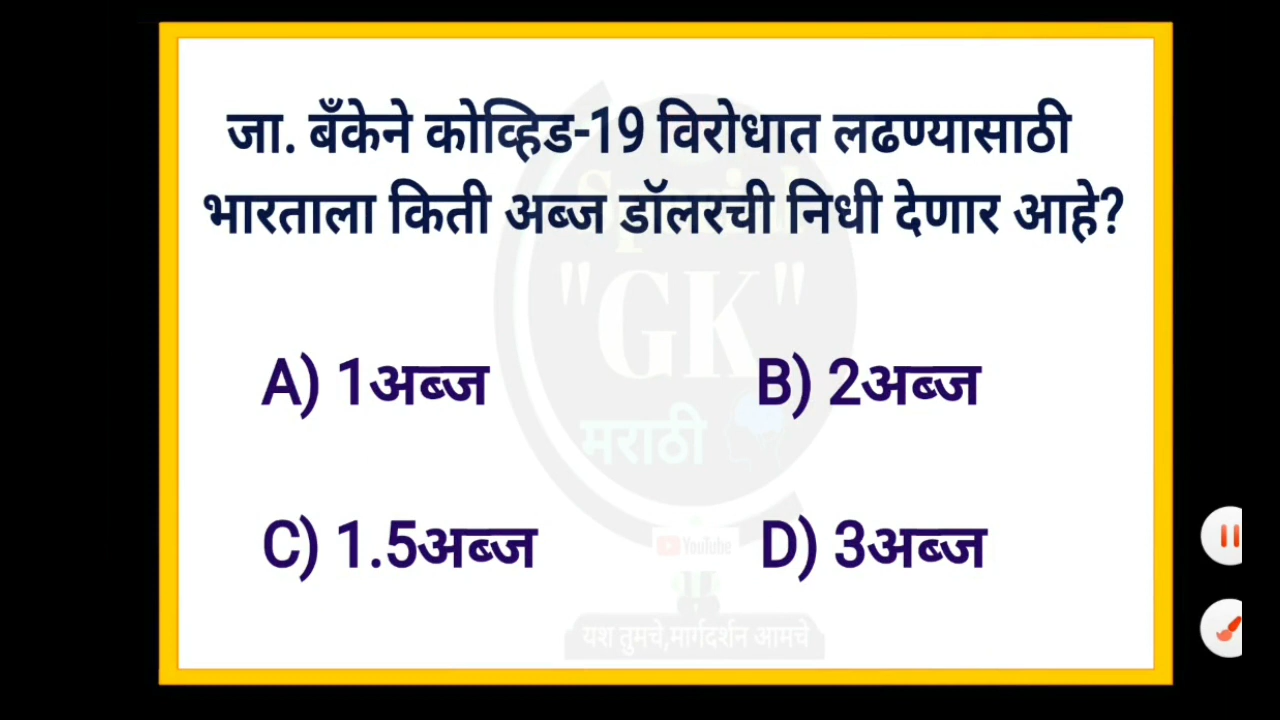 जा. बँकेने कोव्हिड-19 विरोधात लढण्यासाठी
भारताला किती अब्ज डॉलरची निधी देणार आहे?
Special
"GK"
A) 1अब्ज
B) 2अब्ज
मराठी
C) 1.5अब्ज
D) 3अब्ज
YouTube
यश तुमचे,मार्गदर्शन आमचे